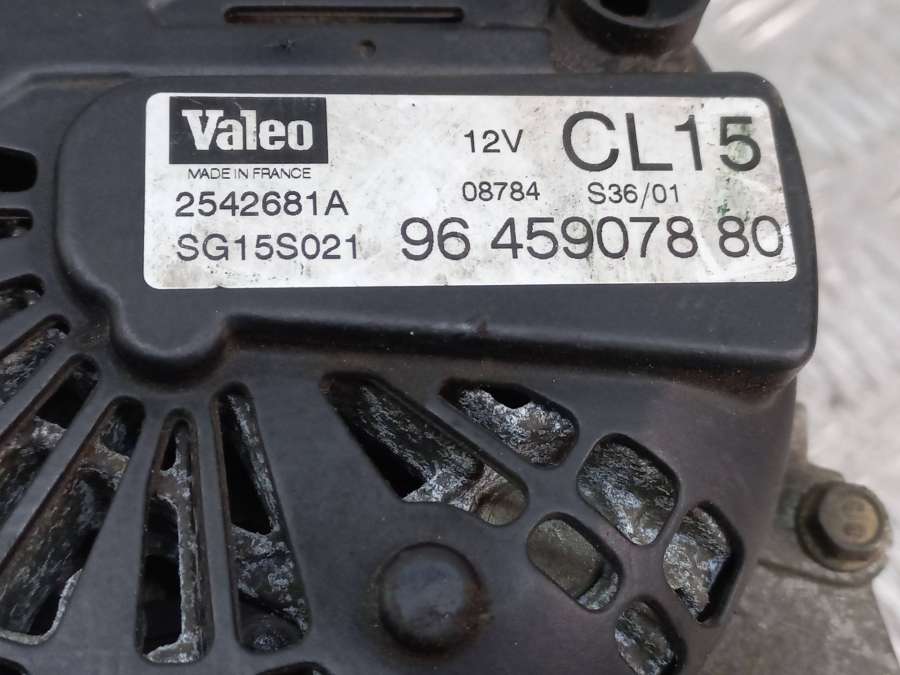 Valeo
MADE IN FRANCE
12V
CL15
2542681A
08784
S36/01
SG15S021
96 459078 80